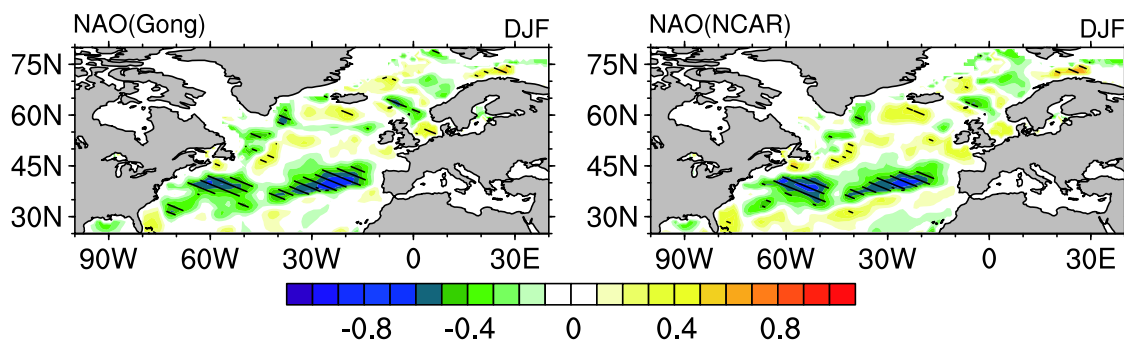 NAO(Gong) DJF NAO(NCAR) DJF
75N 75N
60N 60N
45N 45N
30N 30N
90W 60W 30W 0 30E 90W 60W 30W 0 30E
-0.8 -0.4 0 0.4 0.8